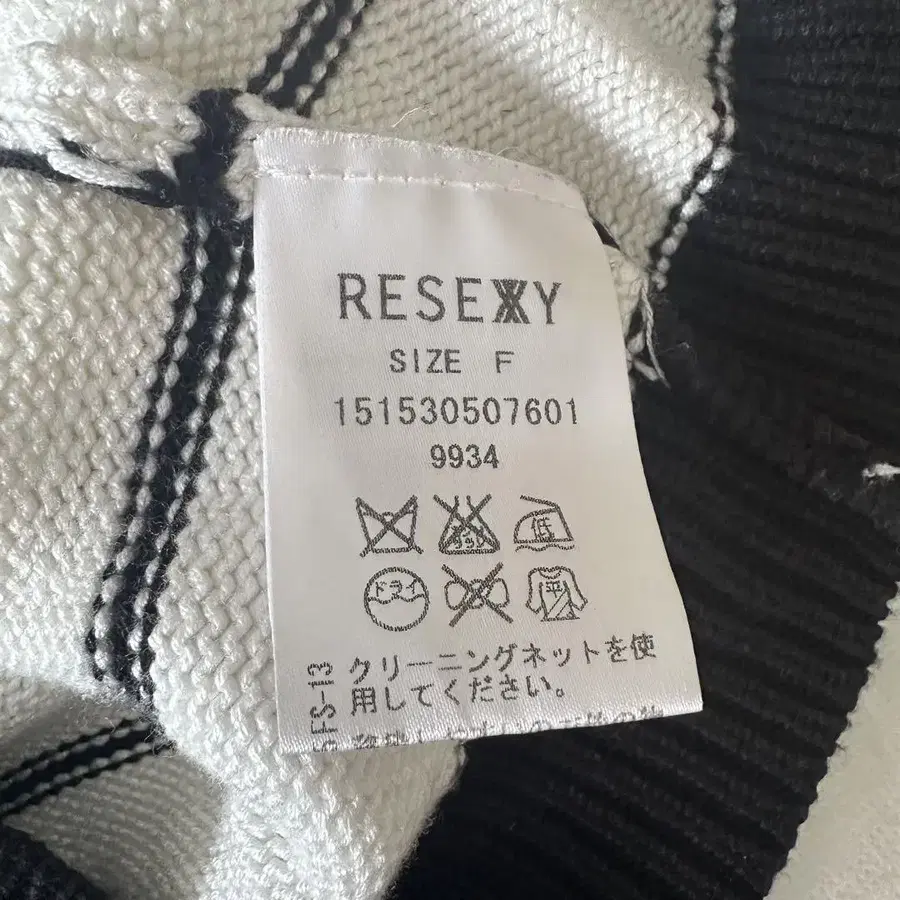 RESEXXY
SIZE F
151530507601
9934
低
ドライ
平
クリーニングネットを使
用してください。
FS-13